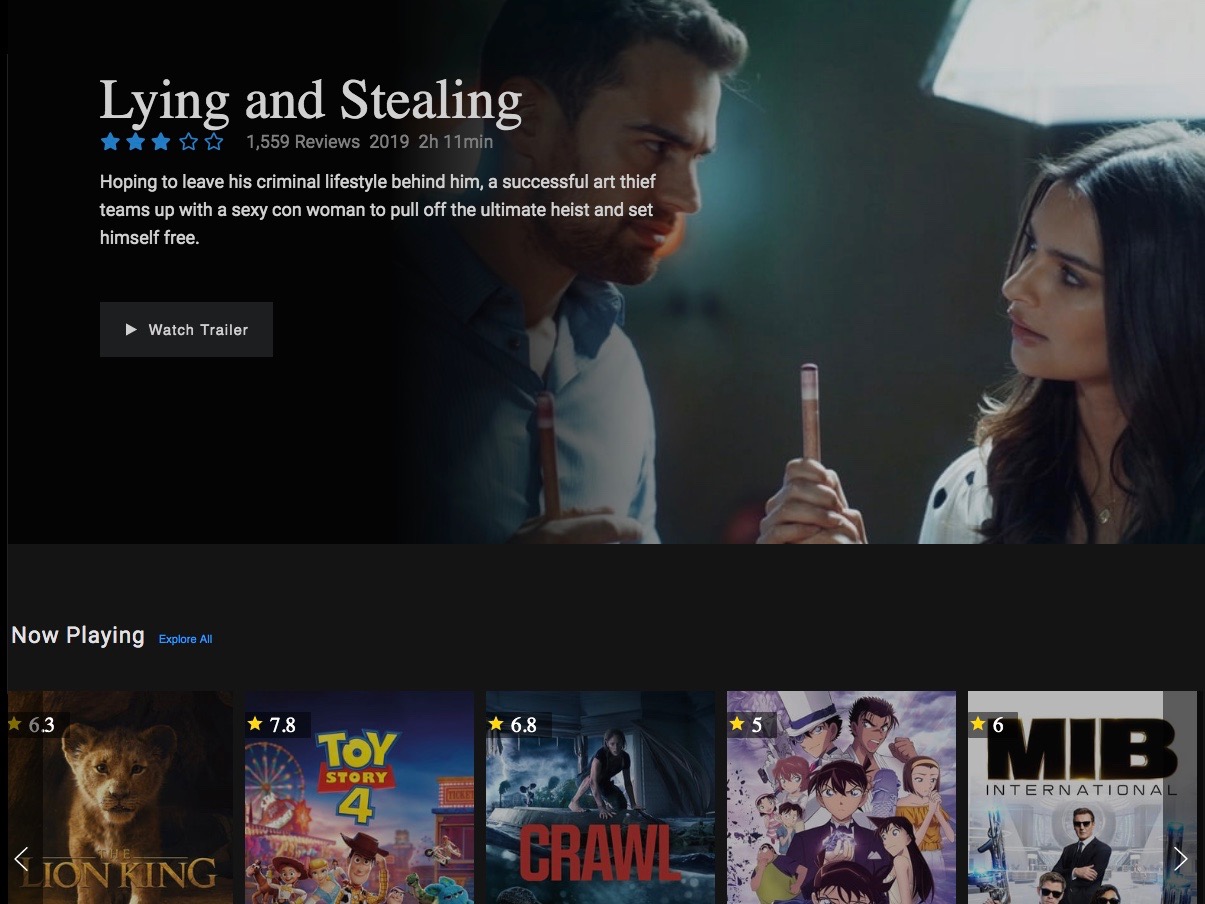 Lying and Stealing
1,559 Reviews 2019 2h 11min
Hoping to leave his criminal lifestyle behind him, a successful art thief
teams up with a sexy con woman to pull off the ultimate heist and set
himself free.
Watch Trailer
Now Playing Explore All
6.3
THE
LION KING
7.8
TOY
STORY
4
TICKETS
6.8
CRAWL
5
6
MIB
INTERNATIONAL